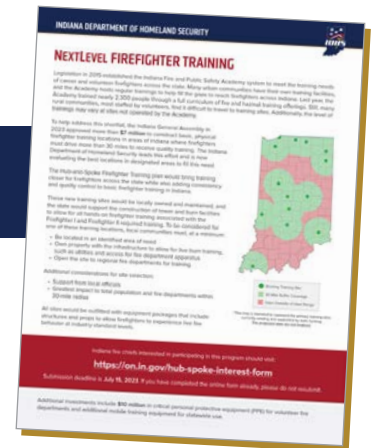 INDIANA DEPARTMENT OF HOMELAND SECURITY
IDHS
NEXTLEVEL FIREFIGHTER TRAINING
Legislation in 2015 established the Indiana Fire and Public Safety Academy system to meet the training needs
of career and volunteer firefighters across the state. Many urban communities have their own training facilities,
and the Academy hosts regular trainings to help fill the gaps to reach firefighters across Indiana. Last year, the
Academy trained nearly 2,300 people through a full curriculum of fire and hazmat training offerings. Still, many
rural communities, most staffed by volunteers, find it difficult to travel to training sites. Additionally, the level of
trainings may vary at sites not operated by the Academy.
To help address this shortfall, the Indiana General Assembly in
2023 approved more than $7 million to construct basic, physical
firefighter training locations in areas of Indiana where firefighters
must drive more than 30 miles to receive quality training. The Indiana
Department of Homeland Security leads this effort and is now
evaluating the best locations in designated areas to fill this need.
The Hub-and-Spoke Firefighter Training plan would bring training
closer for firefighters across the state while also adding consistency
and quality control to basic firefighter training in Indiana.
These new training sites would be locally owned and maintained, and
the state would support the construction of tower and burn facilities
to allow for all hands-on firefighter training associated with the
Firefighter I and Firefighter II required training. To be considered for
one of these training locations, local communities must, at a minimum:
• Be located in an identified area of need
• Own property with the infrastructure to allow for live burn training,
such as utilities and access for fire department apparatus
• Open the site to regional fire departments for training
Additional considerations for site selection:
• Support from local officials
• Greatest impact to total population and fire departments within
30-mile radius
All sites would be outfitted with equipment packages that include
structures and props to allow firefighters to experience live fire
behavior at industry-standard levels.
Existing Training Site
30 Mile Buffer Coverage
Area Outside of Mile Range
Indiana fire chiefs interested in participating in this program should visit:
https://on.in.gov/hub-spoke-interest-form
Submission deadline is July 15, 2023. If you have completed the online form already, please do not resubmit.
Additional investments include $10 million in critical personal protective equipment (PPE) for volunteer fire
departments and additional mobile training equipment for statewide use.